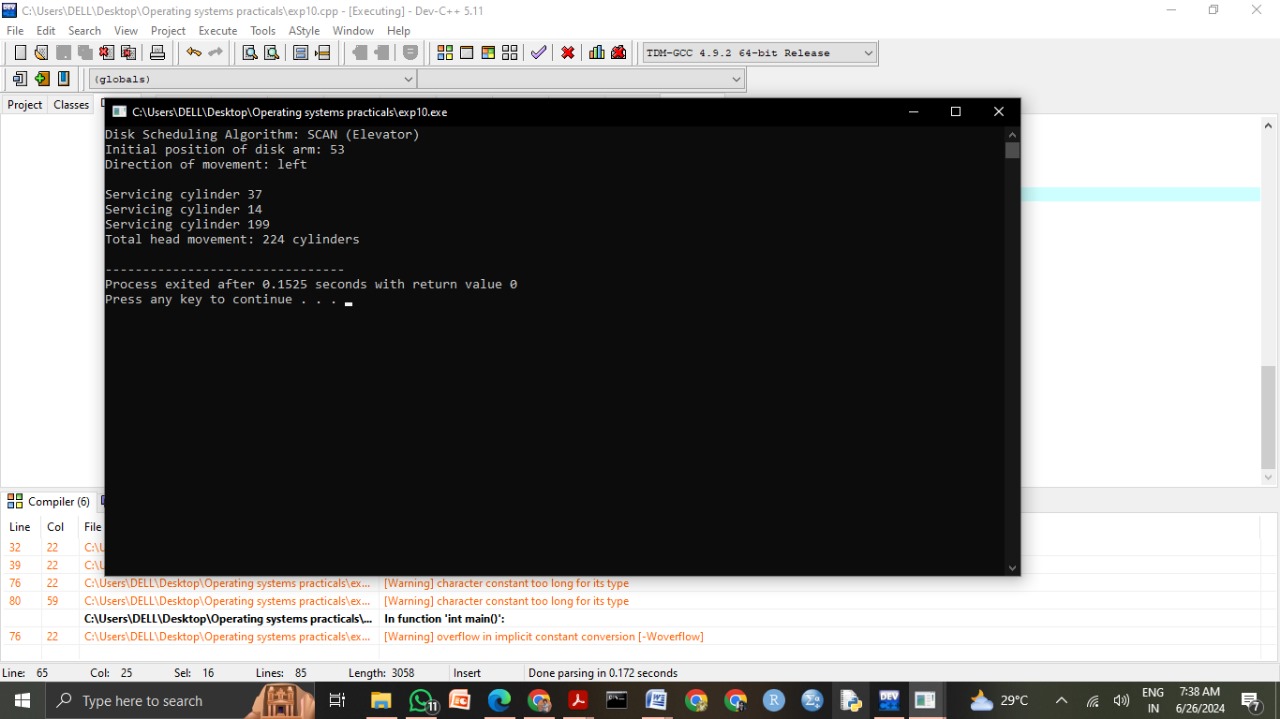 C:\Users\DELL\Desktop\Operating systems practicals\exp10.cpp - [Executing] - Dev-C++ 5.11
File Edit Search View Project Execute Tools AStyle Window Help
TDM-GCC 4.9.2 64-bit Release
(globals)
Project Classes
C:\Users\DELL\Desktop\Operating systems practicals\exp10.exe
Disk Scheduling Algorithm: SCAN (Elevator)
Initial position of disk arm: 53
Direction of movement: left
Servicing cylinder 37
Servicing cylinder 14
Servicing cylinder 199
Total head movement: 224 cylinders
-------------------------------
Process exited after 0.1525 seconds with return value 0
Press any key to continue . . .
Compiler (6)
Line Col File
32 22 C:\U
39 22 C:\U
76 22 C:\Users\DELL\Desktop\Operating systems practicals\ex... [Warning] character constant too long for its type
80 59 C:\Users\DELL\Desktop\Operating systems practicals\ex... [Warning] character constant too long for its type
C:\Users\DELL\Desktop\Operating systems practicals\... In function 'int main()':
76 22 C:\Users\DELL\Desktop\Operating systems practicals\ex... [Warning] overflow in implicit constant conversion [-Woverflow]
Line: 65 Col: 25 Sel: 16 Lines: 85 Length: 3058 Insert Done parsing in 0.172 seconds
Type here to search 11 29°C ENG IN 7:38 AM 6/26/2024 7